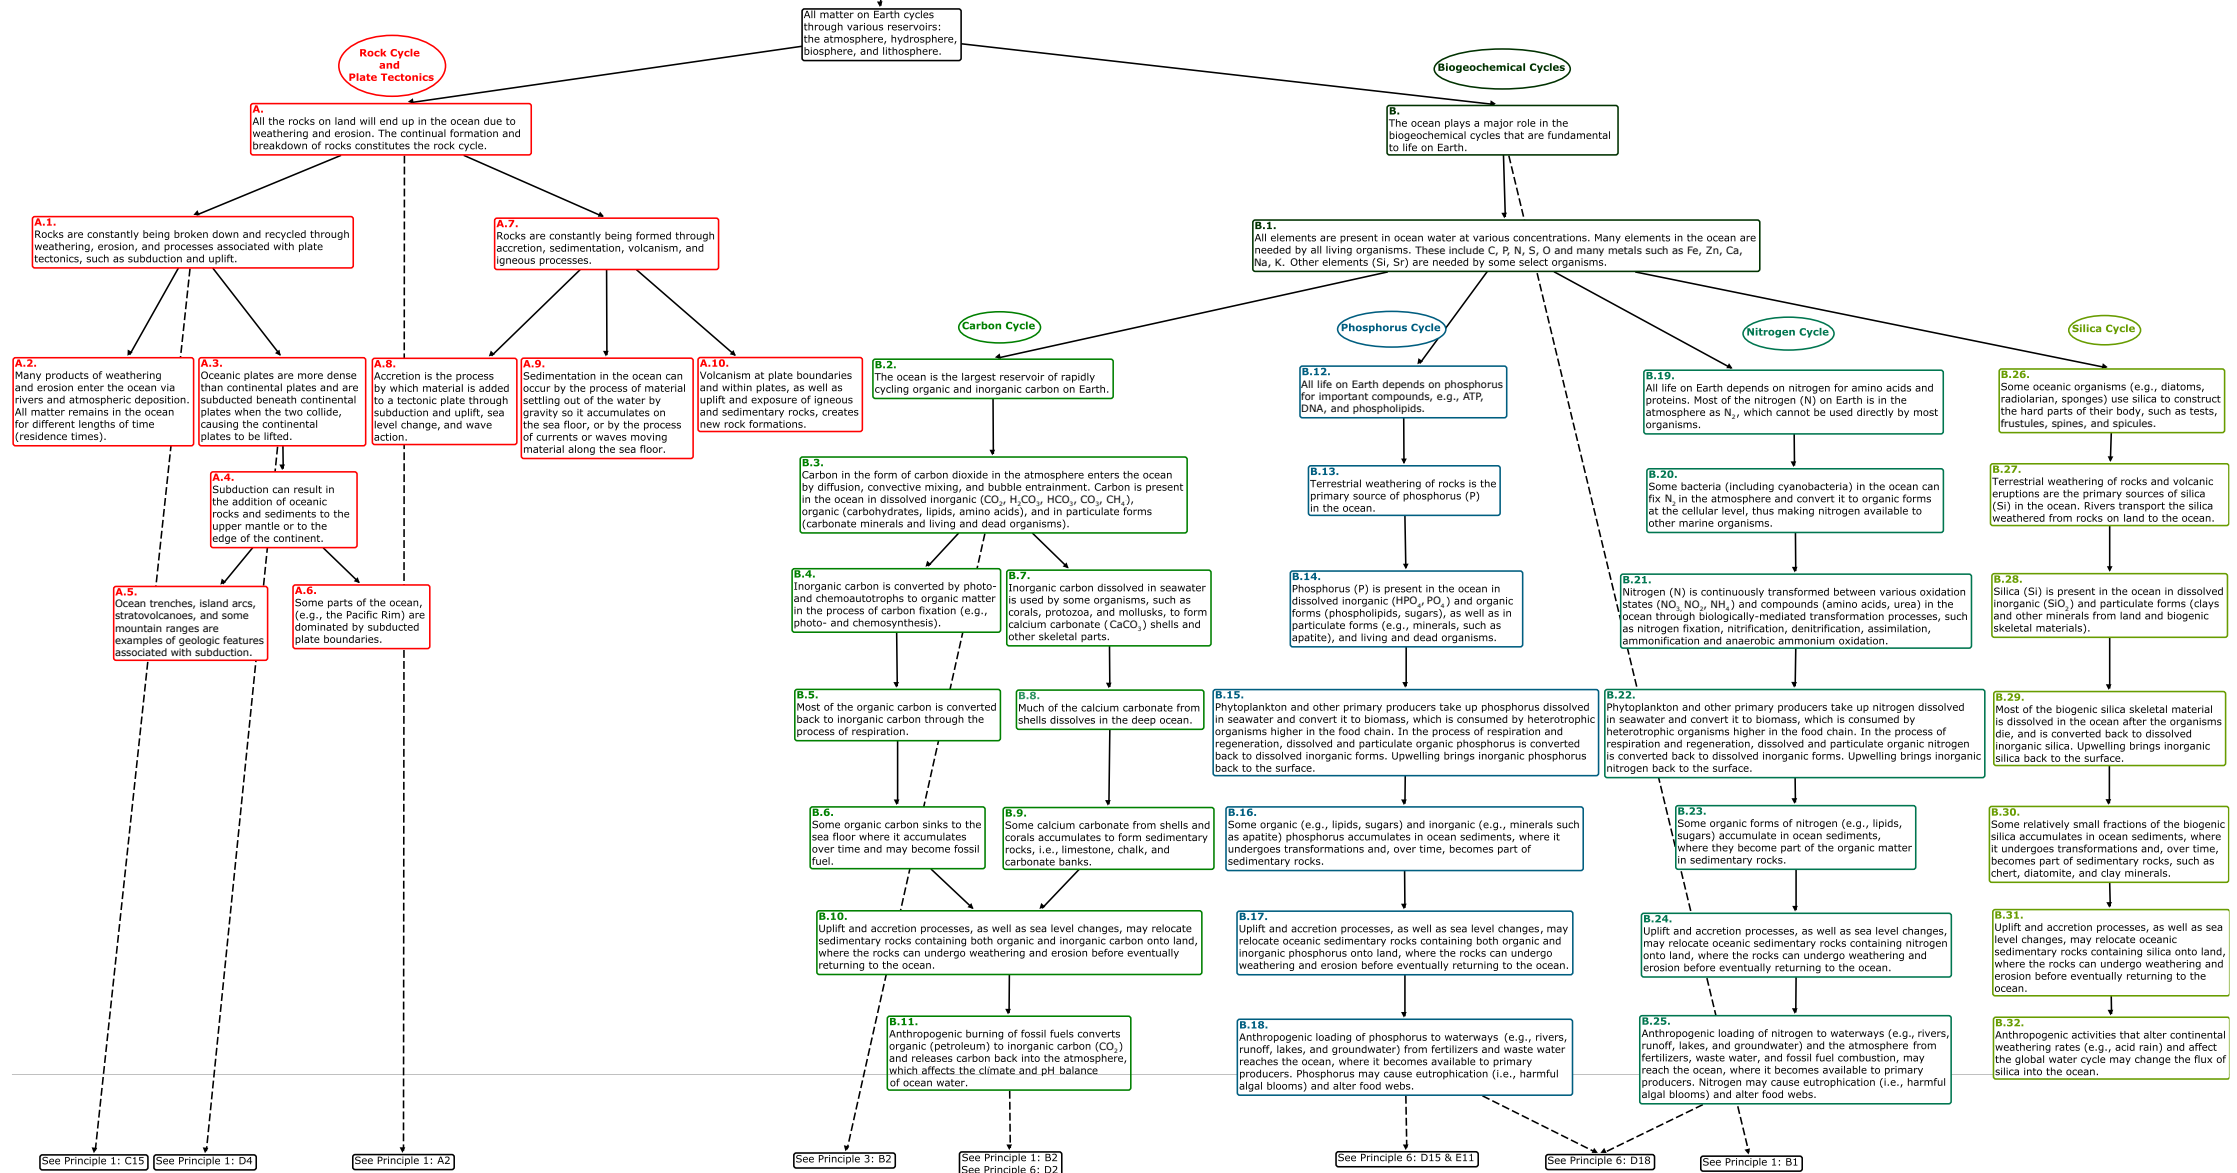 All matter on Earth cycles
through various reservoirs:
the atmosphere, hydrosphere,
biosphere, and lithosphere.
Rock Cycle
and
Plate Tectonics
Biogeochemical Cycles
A.
All the rocks on land will end up in the ocean due to
weathering and erosion. The continual formation and
breakdown of rocks constitutes the rock cycle.
B.
The ocean plays a major role in the
biogeochemical cycles that are fundamental
to life on Earth.
A.1.
Rocks are constantly being broken down and recycled through
weathering, erosion, and processes associated with plate
tectonics, such as subduction and uplift.
A.7.
Rocks are constantly being formed through
accretion, sedimentation, volcanism, and
igneous processes.
B.1.
All elements are present in ocean water at various concentrations. Many elements in the ocean are
needed by all living organisms. These include C, P, N, S, O and many metals such as Fe, Zn, Ca,
Na, K. Other elements (Si, Sr) are needed by some select organisms.
Carbon Cycle
Phosphorus Cycle
Nitrogen Cycle
Silica Cycle
A.2.
Many products of weathering
and erosion enter the ocean via
rivers and atmospheric deposition.
All matter remains in the ocean
for different lengths of time
(residence times).
A.3.
Oceanic plates are more dense
than continental plates and are
subducted beneath continental
plates when the two collide,
causing the continental
plates to be lifted.
A.8.
Accretion is the process
by which material is added
to a tectonic plate through
subduction and uplift, sea
level change, and wave
action.
A.9.
Sedimentation in the ocean can
occur by the process of material
settling out of the water by
gravity so it accumulates on
the sea floor, or by the process
of currents or waves moving
material along the sea floor.
A.10.
Volcanism at plate boundaries
and within plates, as well as
uplift and exposure of igneous
and sedimentary rocks, creates
new rock formations.
A.4.
Subduction can result in
the addition of oceanic
rocks and sediments to the
upper mantle or to the
edge of the continent.
A.5.
Ocean trenches, island arcs,
stratovolcanoes, and some
mountain ranges are
examples of geologic features
associated with subduction.
A.6.
Some parts of the ocean,
(e.g., the Pacific Rim) are
dominated by subducted
plate boundaries.
B.2.
The ocean is the largest reservoir of rapidly
cycling organic and inorganic carbon on Earth.
B.3.
Carbon in the form of carbon dioxide in the atmosphere enters the ocean
by diffusion, convective mixing, and bubble entrainment. Carbon is present
in the ocean in dissolved inorganic (CO₂, H₂CO₃, HCO₃, CO₃, CH₄),
organic (carbohydrates, lipids, amino acids), and in particulate forms
(carbonate minerals and living and dead organisms).
B.4.
Inorganic carbon is converted by photo-
and chemoautotrophs to organic matter
in the process of carbon fixation (e.g.,
photo- and chemosynthesis).
B.7.
Inorganic carbon dissolved in seawater
is used by some organisms, such as
corals, protozoa, and mollusks, to form
calcium carbonate (CaCO₃) shells and
other skeletal parts.
B.5.
Most of the organic carbon is converted
back to inorganic carbon through the
process of respiration.
B.8.
Much of the calcium carbonate from
shells dissolves in the deep ocean.
B.6.
Some organic carbon sinks to the
sea floor where it accumulates
over time and may become fossil
fuel.
B.9.
Some calcium carbonate from shells and
corals accumulates to form sedimentary
rocks, i.e., limestone, chalk, and
carbonate banks.
B.10.
Uplift and accretion processes, as well as sea level changes, may relocate
sedimentary rocks containing both organic and inorganic carbon onto land,
where the rocks can undergo weathering and erosion before eventually
returning to the ocean.
B.11.
Anthropogenic burning of fossil fuels converts
organic (petroleum) to inorganic carbon (CO₂)
and releases carbon back into the atmosphere,
which affects the climate and pH balance
of ocean water.
B.12.
All life on Earth depends on phosphorus
for important compounds, e.g., ATP,
DNA, and phospholipids.
B.13.
Terrestrial weathering of rocks is the
primary source of phosphorus (P)
in the ocean.
B.14.
Phosphorus (P) is present in the ocean in
dissolved inorganic (HPO₄, PO₄) and organic
forms (phospholipids, sugars), as well as in
particulate forms (e.g., minerals, such as
apatite), and living and dead organisms.
B.15.
Phytoplankton and other primary producers take up phosphorus dissolved
in seawater and convert it to biomass, which is consumed by heterotrophic
organisms higher in the food chain. In the process of respiration and
regeneration, dissolved and particulate organic phosphorus is converted
back to dissolved inorganic forms. Upwelling brings inorganic phosphorus
back to the surface.
B.16.
Some organic (e.g., lipids, sugars) and inorganic (e.g., minerals such
as apatite) phosphorus accumulates in ocean sediments, where it
undergoes transformations and, over time, becomes part of
sedimentary rocks.
B.17.
Uplift and accretion processes, as well as sea level changes, may
relocate oceanic sedimentary rocks containing both organic and
inorganic phosphorus onto land, where the rocks can undergo
weathering and erosion before eventually returning to the ocean.
B.18.
Anthropogenic loading of phosphorus to waterways (e.g., rivers,
runoff, lakes, and groundwater) from fertilizers and waste water
reaches the ocean, where it becomes available to primary
producers. Phosphorus may cause eutrophication (i.e., harmful
algal blooms) and alter food webs.
B.19.
All life on Earth depends on nitrogen for amino acids and
proteins. Most of the nitrogen (N) on Earth is in the
atmosphere as N₂, which cannot be used directly by most
organisms.
B.20.
Some bacteria (including cyanobacteria) in the ocean can
fix N₂ in the atmosphere and convert it to organic forms
at the cellular level, thus making nitrogen available to
other marine organisms.
B.21.
Nitrogen (N) is continuously transformed between various oxidation
states (NO₃, NO₂, NH₄) and compounds (amino acids, urea) in the
ocean through biologically-mediated transformation processes, such
as nitrogen fixation, nitrification, denitrification, assimilation,
ammonification and anaerobic ammonium oxidation.
B.22.
Phytoplankton and other primary producers take up nitrogen dissolved
in seawater and convert it to biomass, which is consumed by
heterotrophic organisms higher in the food chain. In the process of
respiration and regeneration, dissolved and particulate organic nitrogen
is converted back to dissolved inorganic forms. Upwelling brings inorganic
nitrogen back to the surface.
B.23.
Some organic forms of nitrogen (e.g., lipids,
sugars) accumulate in ocean sediments,
where they become part of the organic matter
in sedimentary rocks.
B.24.
Uplift and accretion processes, as well as sea level changes,
may relocate oceanic sedimentary rocks containing nitrogen
onto land, where the rocks can undergo weathering and
erosion before eventually returning to the ocean.
B.25.
Anthropogenic loading of nitrogen to waterways (e.g., rivers,
runoff, lakes, and groundwater) and the atmosphere from
fertilizers, waste water, and fossil fuel combustion, may
reach the ocean, where it becomes available to primary
producers. Nitrogen may cause eutrophication (i.e., harmful
algal blooms) and alter food webs.
B.26.
Some oceanic organisms (e.g., diatoms,
radiolarian, sponges) use silica to construct
the hard parts of their body, such as tests,
frustules, spines, and spicules.
B.27.
Terrestrial weathering of rocks and volcanic
eruptions are the primary sources of silica
(Si) in the ocean. Rivers transport the silica
weathered from rocks on land to the ocean.
B.28.
Silica (Si) is present in the ocean in dissolved
inorganic (SiO₂) and particulate forms (clays
and other minerals from land and biogenic
skeletal materials).
B.29.
Most of the biogenic silica skeletal material
is dissolved in the ocean after the organisms
die, and is converted back to dissolved
inorganic silica. Upwelling brings inorganic
silica back to the surface.
B.30.
Some relatively small fractions of the biogenic
silica accumulates in ocean sediments, where
it undergoes transformations and, over time,
becomes part of sedimentary rocks, such as
chert, diatomite, and clay minerals.
B.31.
Uplift and accretion processes, as well as sea
level changes, may relocate oceanic
sedimentary rocks containing silica onto land,
where the rocks can undergo weathering and
erosion before eventually returning to the
ocean.
B.32.
Anthropogenic activities that alter continental
weathering rates (e.g., acid rain) and affect
the global water cycle may change the flux of
silica into the ocean.
See Principle 1: C15
See Principle 1: D4
See Principle 1: A2
See Principle 3: B2
See Principle 1: B2
See Principle 6: D2
See Principle 6: D15 & E11
See Principle 6: D18
See Principle 1: B1